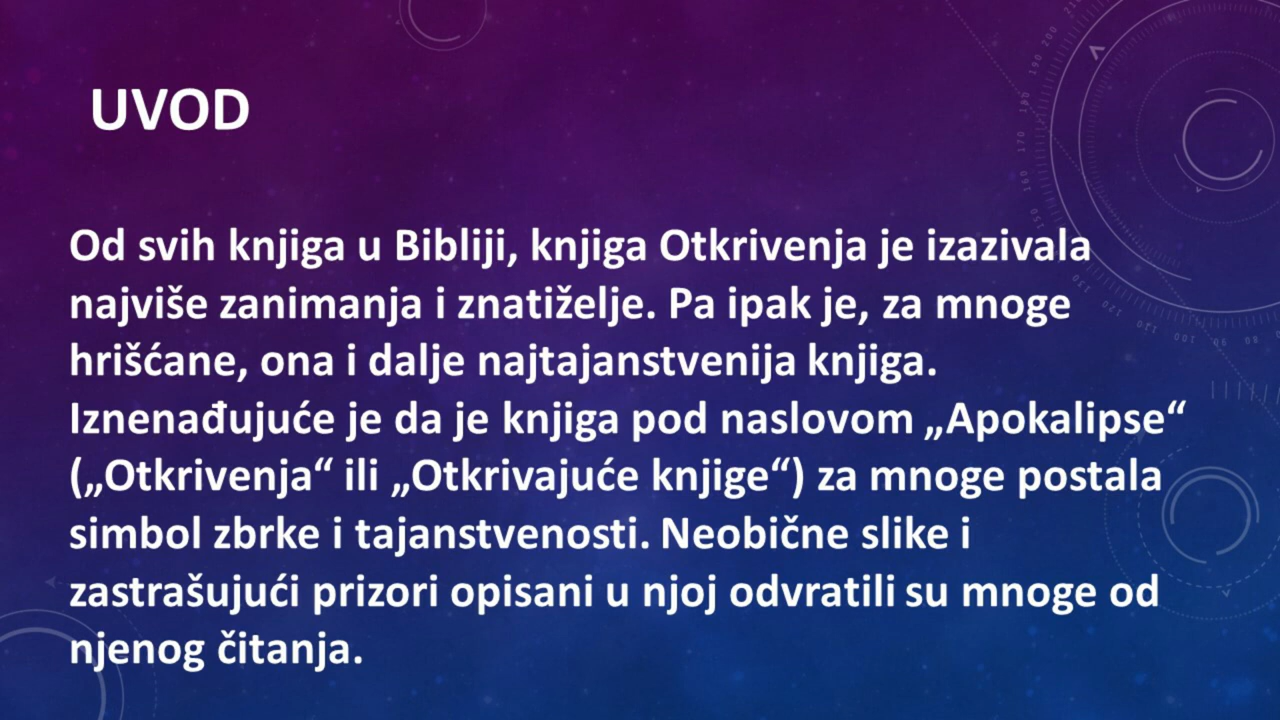 UVOD
Od svih knjiga u Bibliji, knjiga Otkrivenja je izazivala
najviše zanimanja i znatiželje. Pa ipak je, za mnoge
hrišćane, ona i dalje najtajanstvenija knjiga.
Iznenađujuće je da je knjiga pod naslovom „Apokalipse“
(„Otkrivenja“ ili „Otkrivajuće knjige“) za mnoge postala
simbol zbrke i tajanstvenosti. Neobične slike i
zastrašujući prizori opisani u njoj odvratili su mnoge od
njenog čitanja.